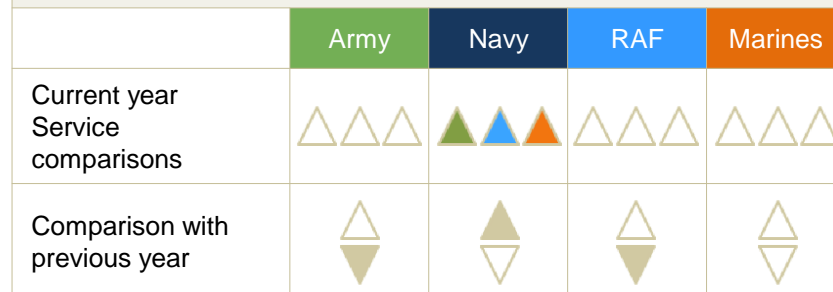 Army Navy RAF Marines
Current year
Service
comparisons
Comparison with
previous year